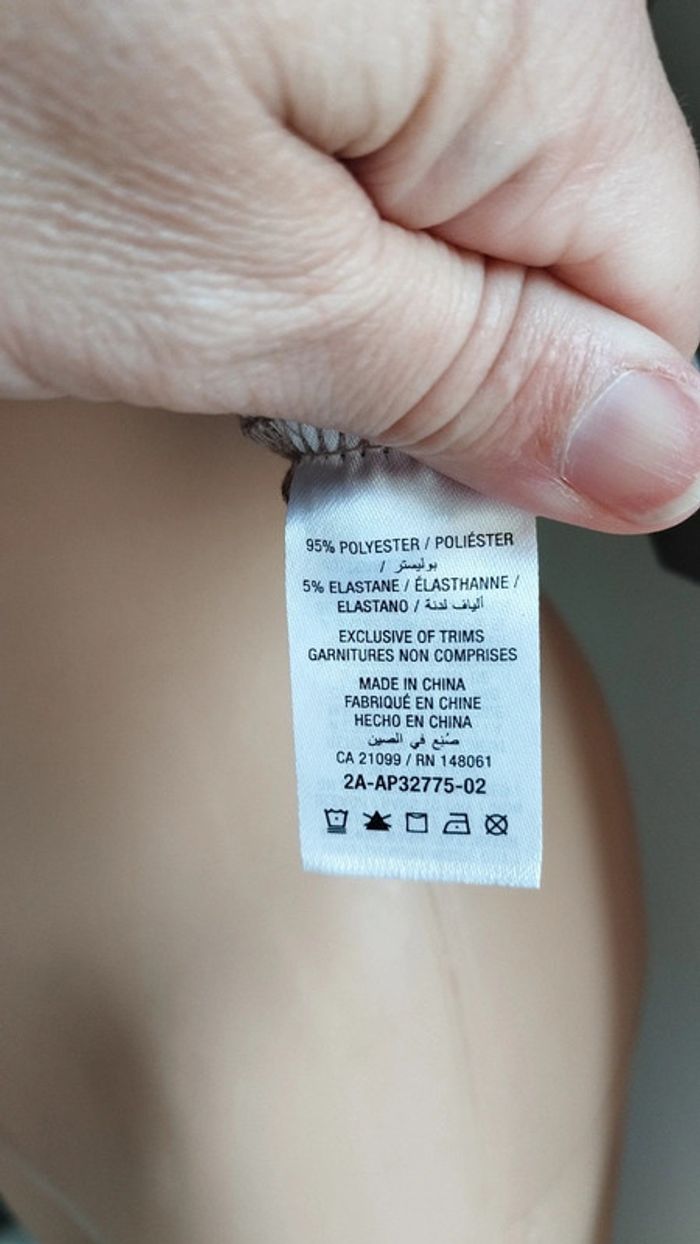 95% POLYESTER / POLIÉSTER
/ بوليستر
5% ELASTANE / ÉLASTHANNE /
ELASTANO / ألياف لدنة
EXCLUSIVE OF TRIMS
GARNITURES NON COMPRISES
MADE IN CHINA
FABRIQUÉ EN CHINE
HECHO EN CHINA
صُنع في الصين
CA 21099 / RN 148061
2A-AP32775-02